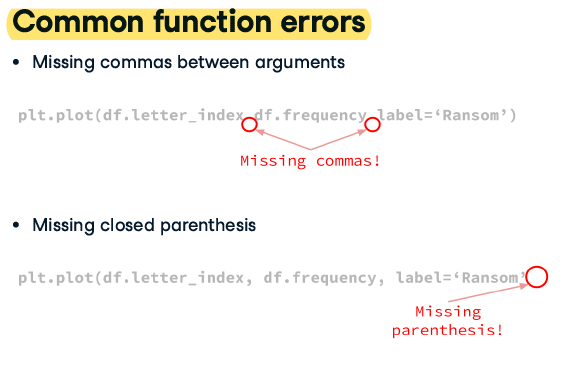 Common function errors
• Missing commas between arguments
plt.plot(df.letter_index df.frequency label=‘Ransom’)
Missing commas!
• Missing closed parenthesis
plt.plot(df.letter_index, df.frequency, label=‘Ransom’
Missing
parenthesis!